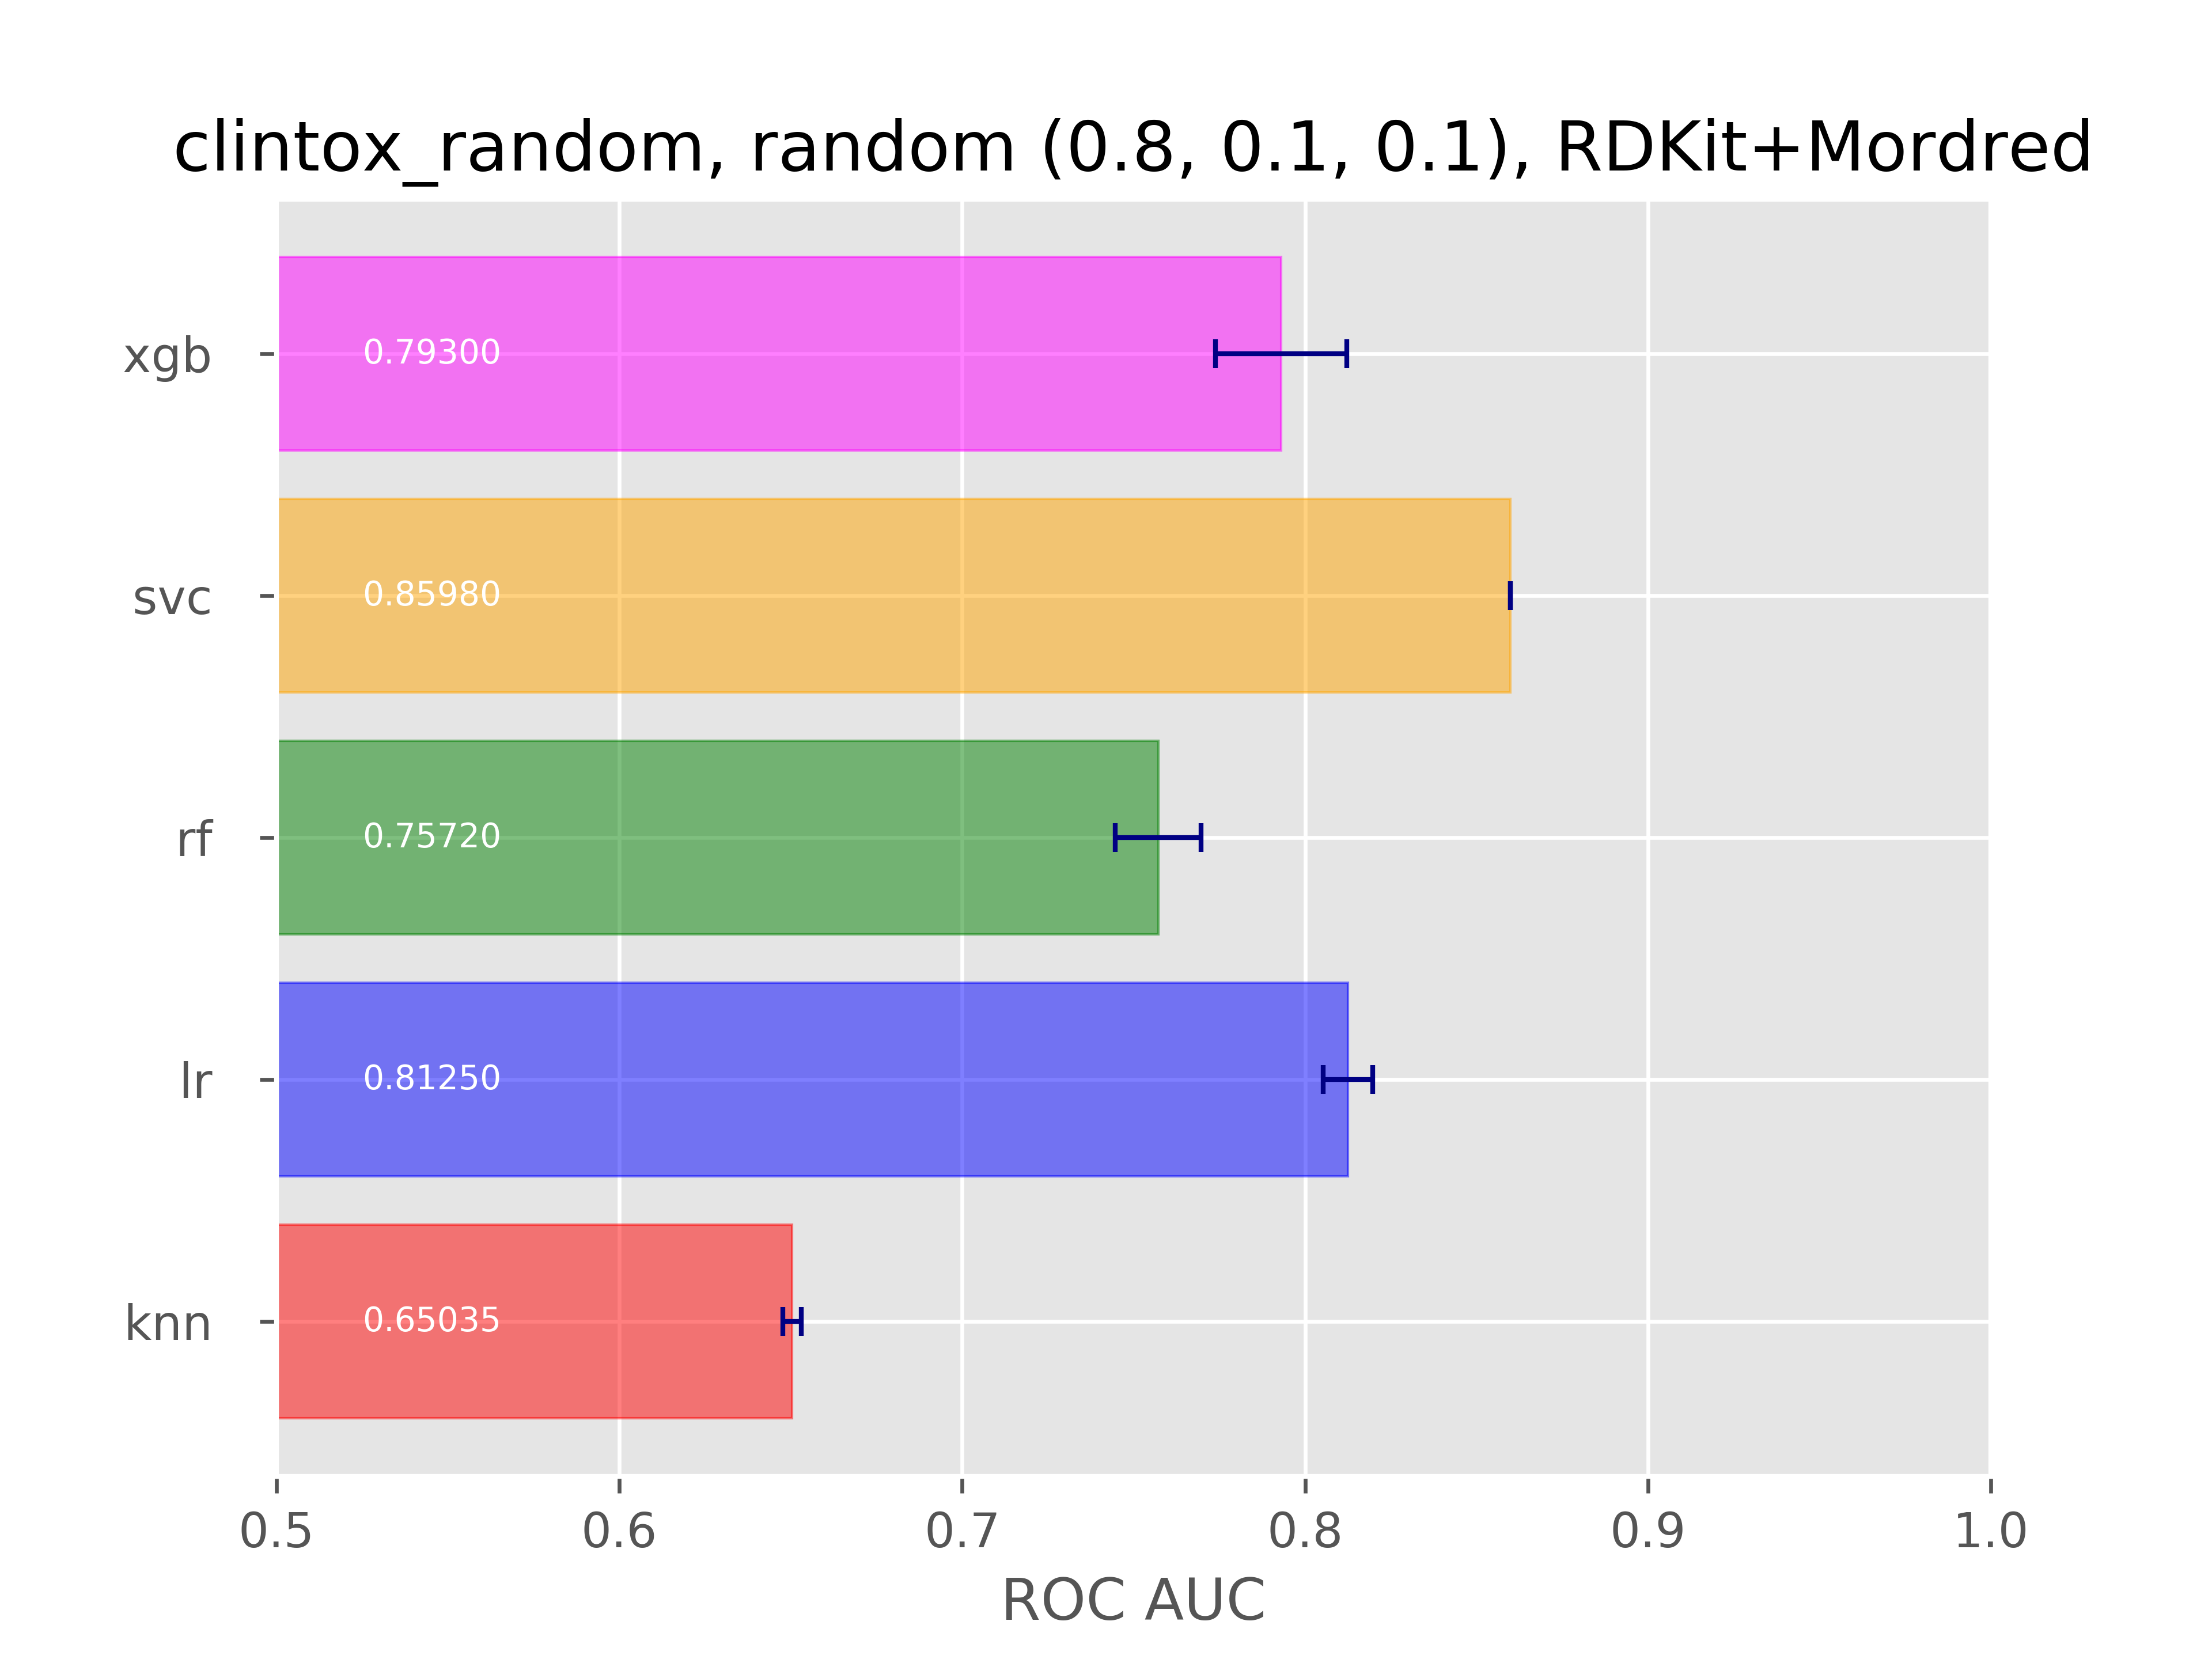 clintox_random, random (0.8, 0.1, 0.1), RDKit+Mordred
xgb
0.79300
svc
0.85980
rf
0.75720
lr
0.81250
knn
0.65035
0.5 0.6 0.7 0.8 0.9 1.0
ROC AUC